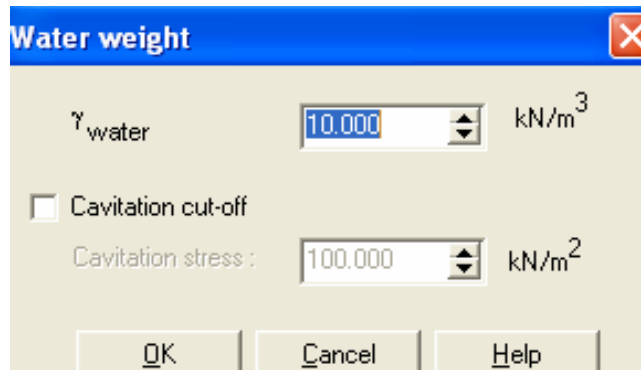 Water weight
γwater 10.000 kN/m³
Cavitation cut-off
Cavitation stress : 100.000 kN/m²
OK Cancel Help